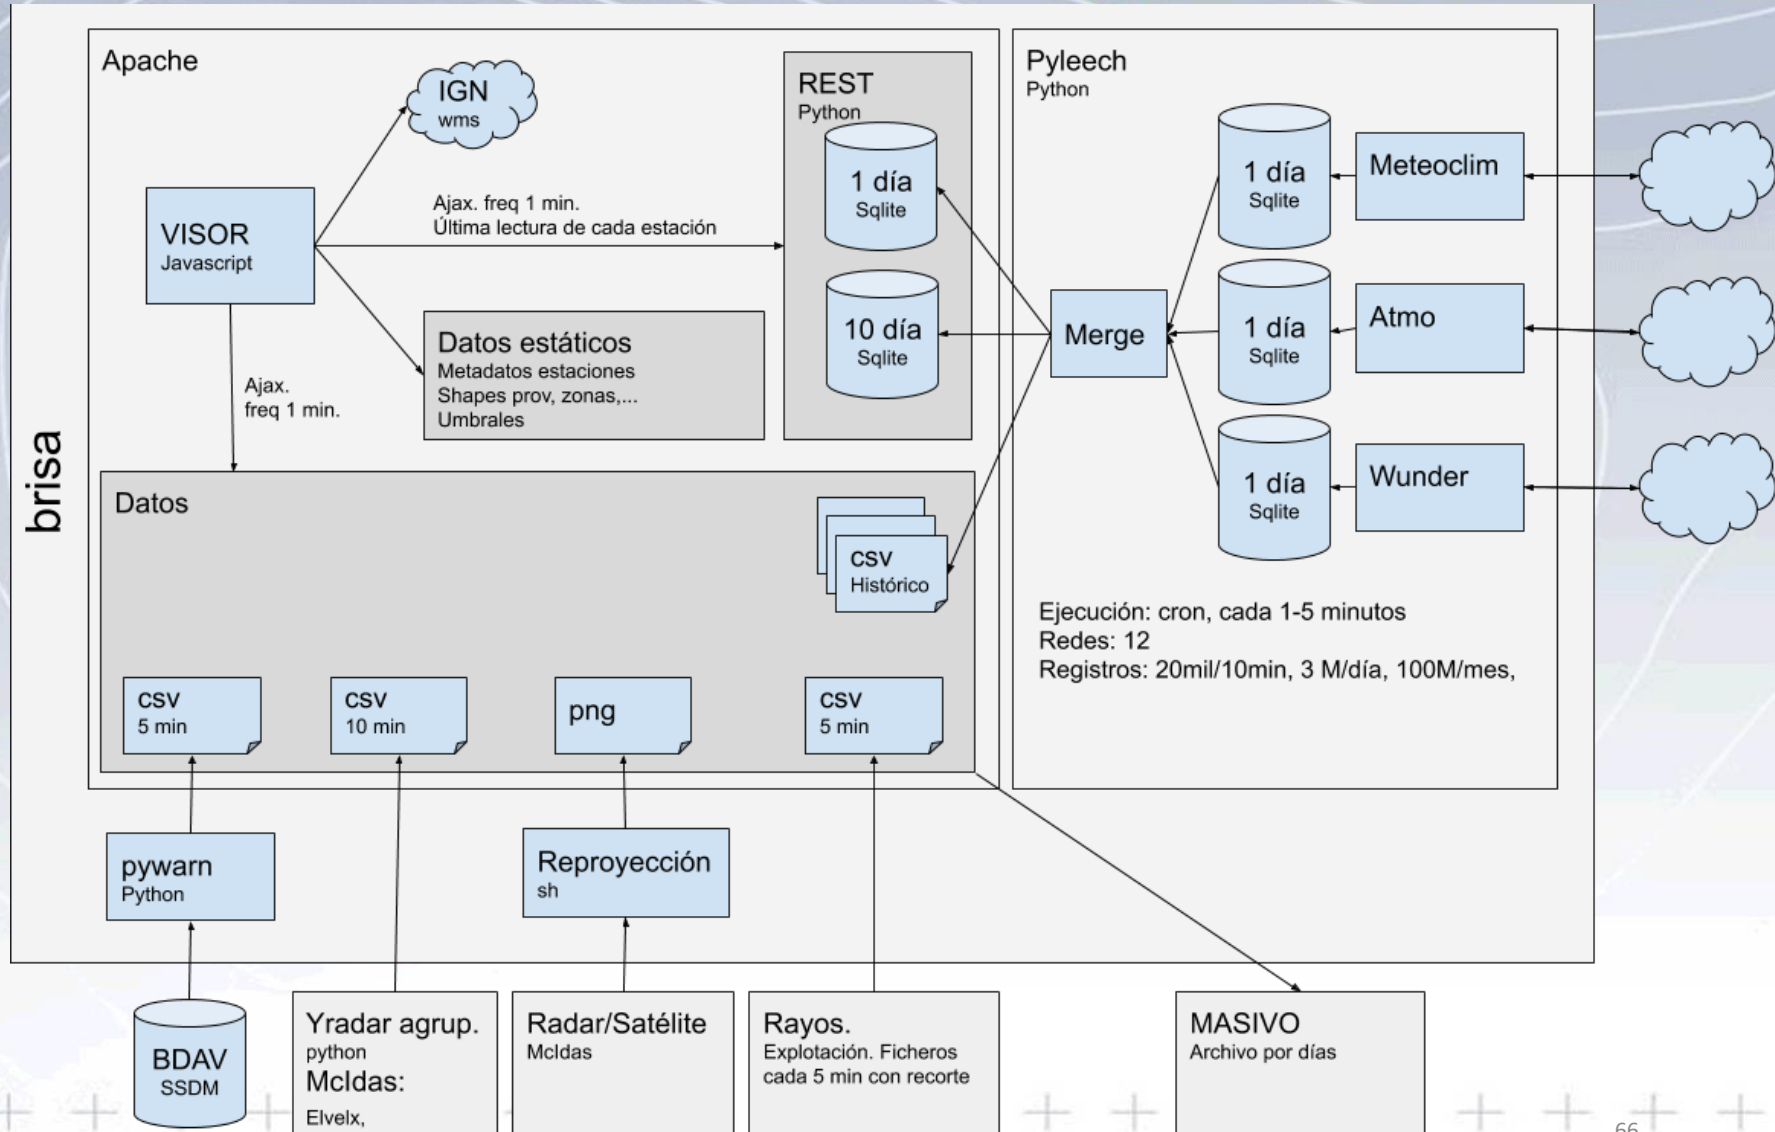 brisa
Apache
IGN
wms
VISOR
Javascript
Ajax. freq 1 min.
Última lectura de cada estación
Ajax.
freq 1 min.
Datos estáticos
Metadatos estaciones
Shapes prov, zonas,...
Umbrales
REST
Python
1 día
Sqlite
10 día
Sqlite
Datos
csv
Histórico
csv
5 min
csv
10 min
png
csv
5 min
Pyleech
Python
Merge
1 día
Sqlite
Meteoclim
1 día
Sqlite
Atmo
1 día
Sqlite
Wunder
Ejecución: cron, cada 1-5 minutos
Redes: 12
Registros: 20mil/10min, 3 M/día, 100M/mes,
pywarn
Python
Reproyección
sh
BDAV
SSDM
Yradar agrup.
python
McIdas:
Elvelx,
Radar/Satélite
McIdas
Rayos.
Explotación. Ficheros
cada 5 min con recorte
MASIVO
Archivo por días
66